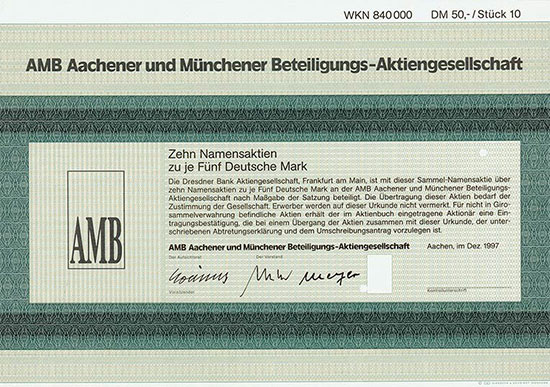 WKN 840 000 DM 50,- / Stück 10
AMB Aachener und Münchener Beteiligungs-Aktiengesellschaft
Zehn Namensaktien
zu je Fünf Deutsche Mark
Die Dresdner Bank Aktiengesellschaft, Frankfurt am Main, ist mit dieser Sammel-Namensaktie über
zehn Namensaktien zu je Fünf Deutsche Mark an der AMB Aachener und Münchener Beteiligungs-
Aktiengesellschaft nach Maßgabe der Satzung beteiligt. Die Übertragung dieser Aktien bedarf der
Zustimmung der Gesellschaft. Erwerber werden auf dieser Urkunde nicht vermerkt. Für nicht in Giro-
sammelverwahrung befindliche Aktien erhält der im Aktienbuch eingetragene Aktionär eine Ein-
tragungsbestätigung, die bei einem Übergang der Aktien zusammen mit dieser Urkunde, der unter-
schriebenen Abtretungserklärung und dem Umschreibungsantrag vorzulegen ist.
AMB
AMB Aachener und Münchener Beteiligungs-Aktiengesellschaft Aachen, im Dez. 1997
Der Aufsichtsrat Der Vorstand
Vorsitzender Kontrollunterschrift